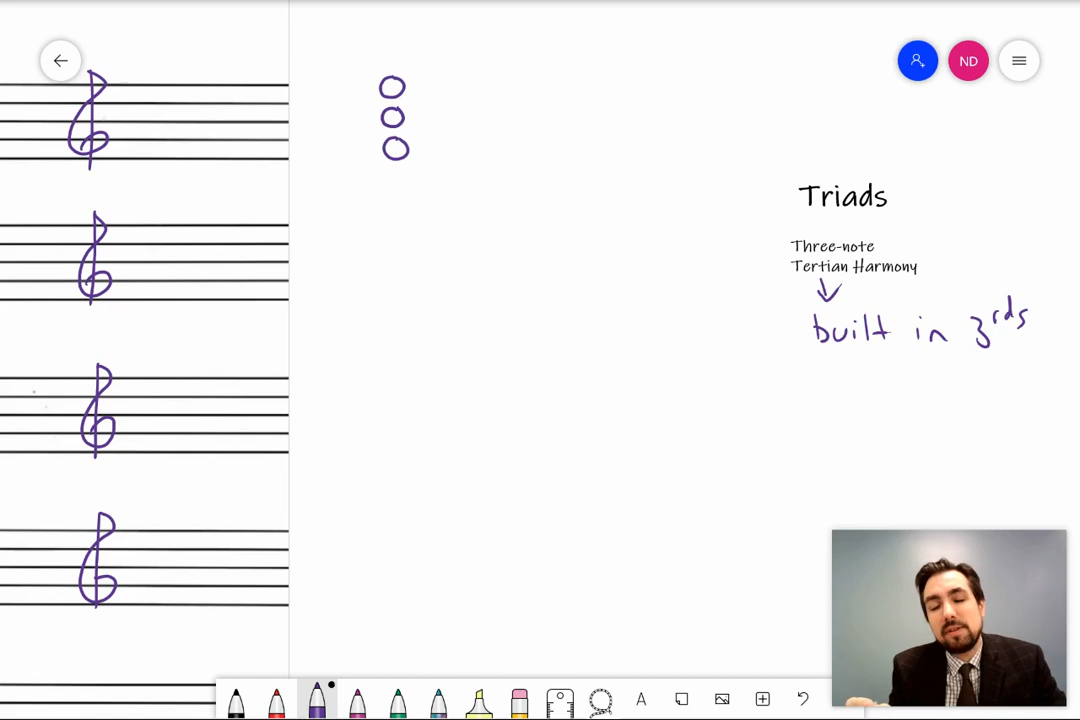 ND
Triads
Three-note
Tertian Harmony
built in 3rds
A